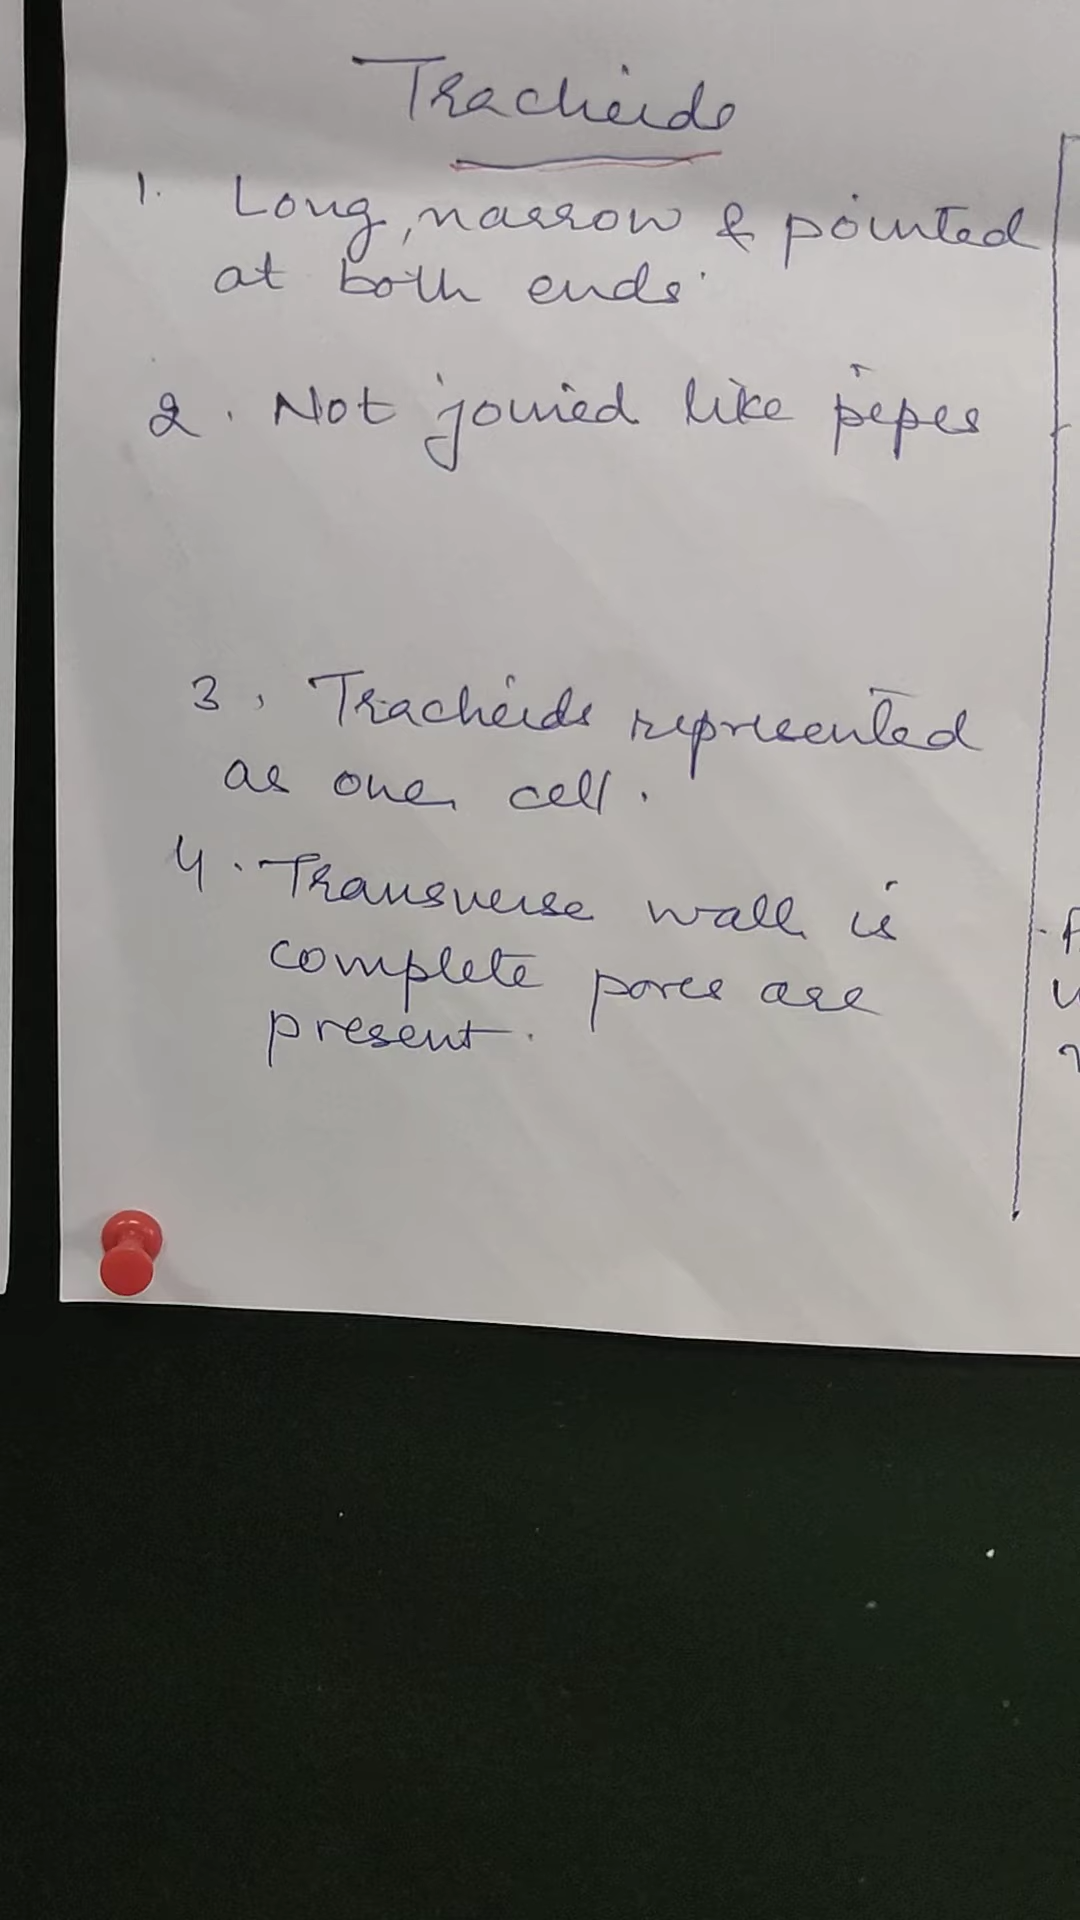 Tracheids
1. Long, narrow & pointed
at both ends.
2. Not joined like pipes
3. Tracheids represented
as one cell.
4. Transverse wall is
complete pores are
present.